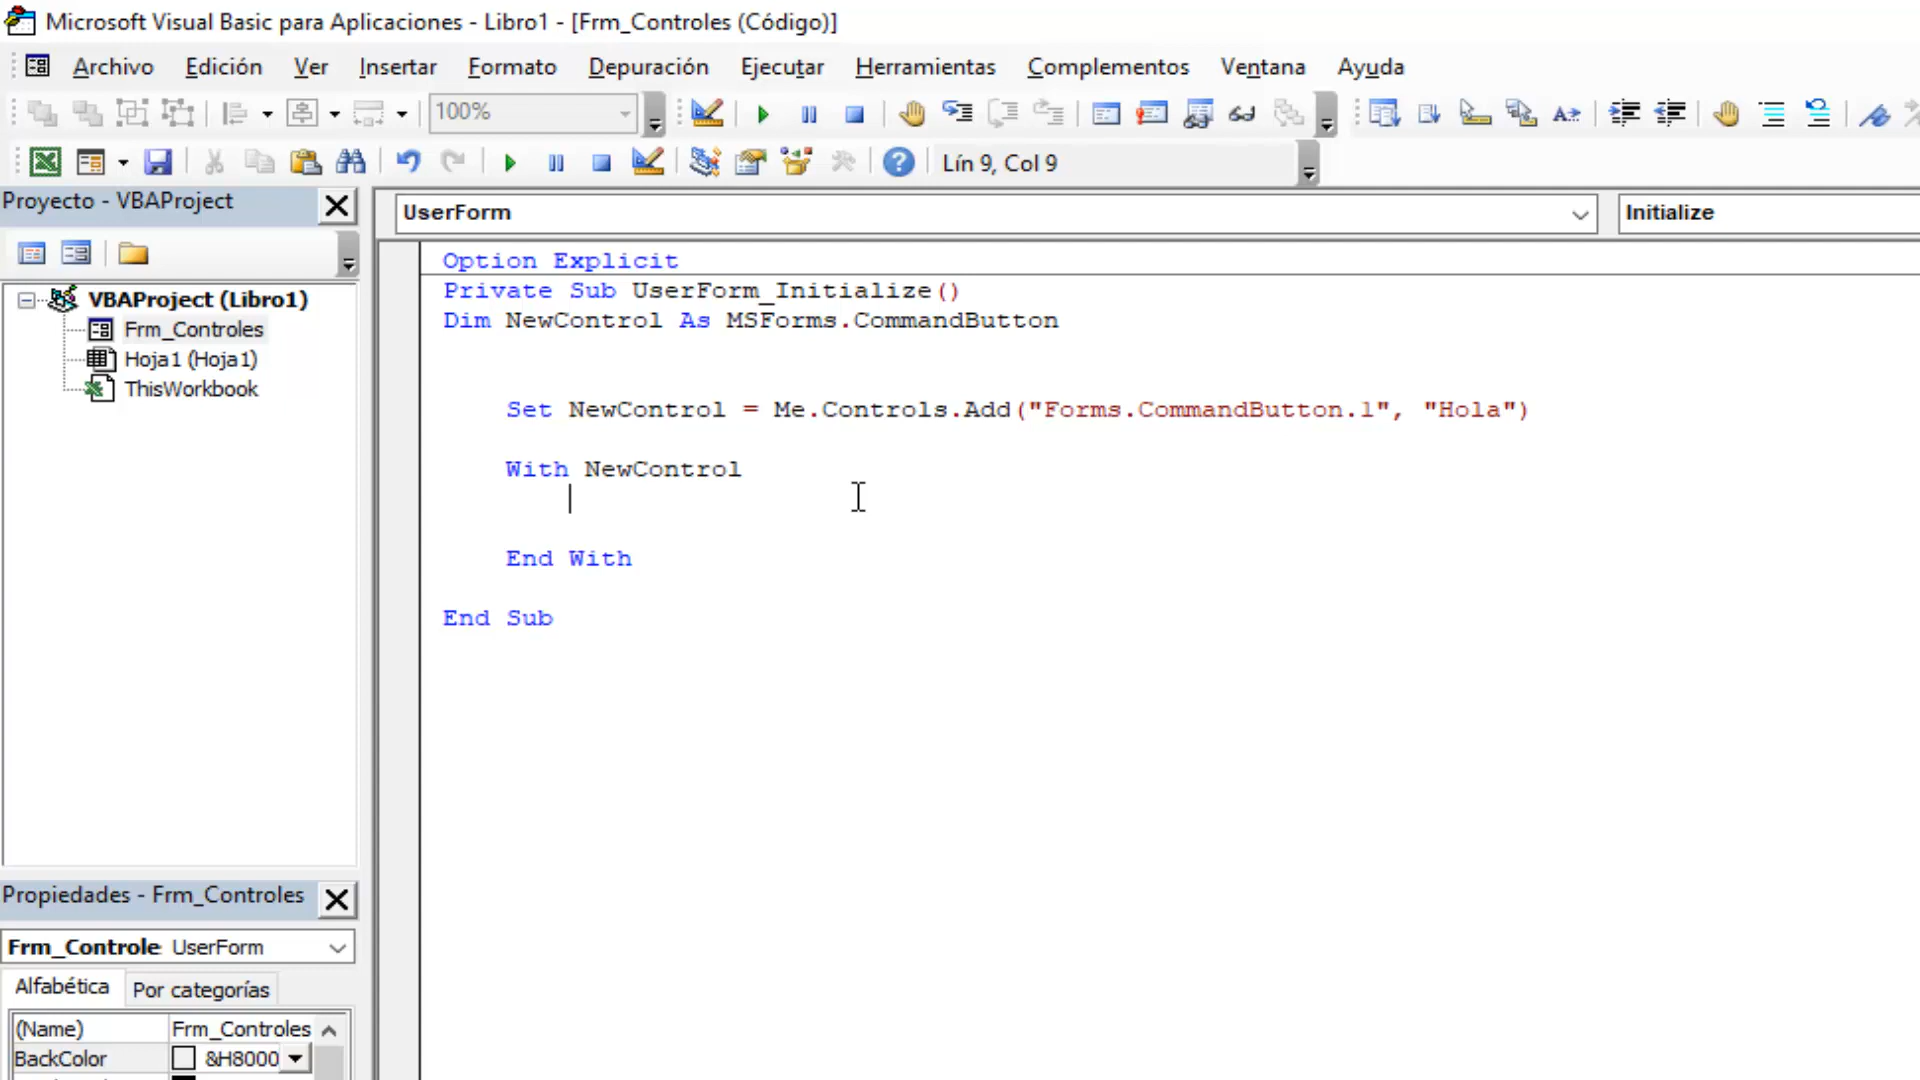 Microsoft Visual Basic para Aplicaciones - Libro1 - [Frm_Controles (Código)]
Archivo Edición Ver Insertar Formato Depuración Ejecutar Herramientas Complementos Ventana Ayuda
100%
Lín 9, Col 9
Proyecto - VBAProject
UserForm
Initialize
VBAProject (Libro1)
Frm_Controles
Hoja1 (Hoja1)
ThisWorkbook
Option Explicit
Private Sub UserForm_Initialize()
Dim NewControl As MSForms.CommandButton
Set NewControl = Me.Controls.Add("Forms.CommandButton.1", "Hola")
With NewControl
End With
End Sub
Propiedades - Frm_Controles
Frm_Controle UserForm
Alfabética Por categorías
(Name) Frm_Controles
BackColor &H8000